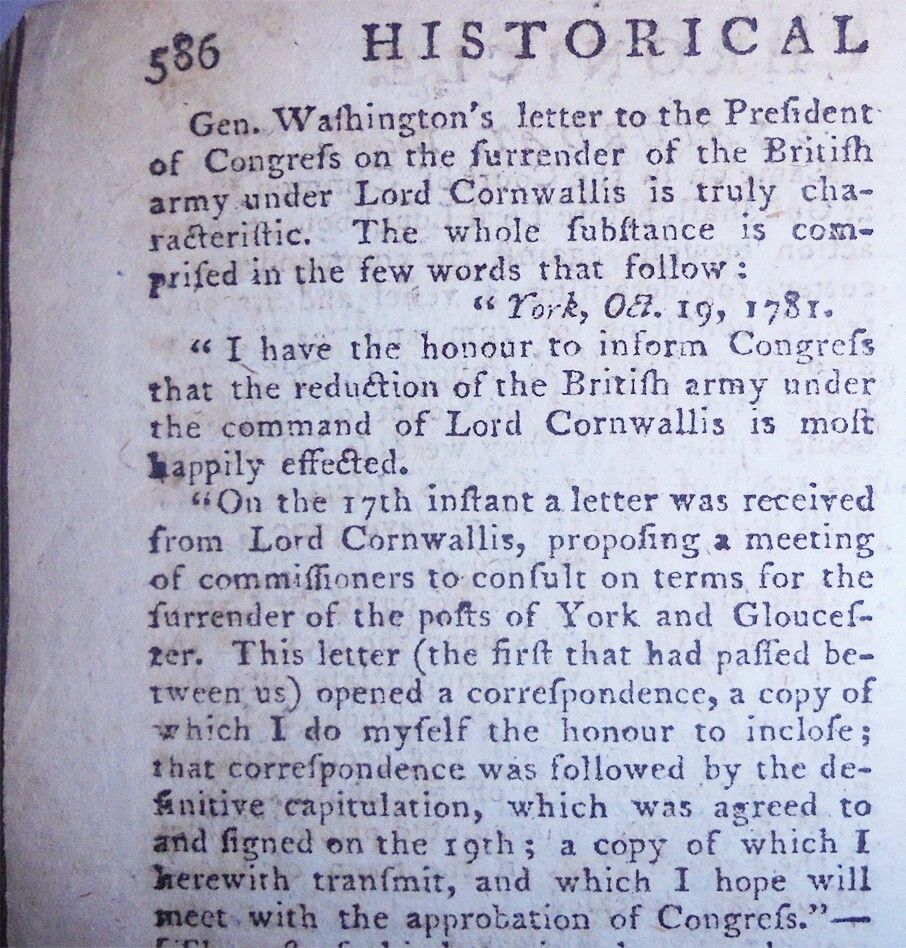 586 HISTORICAL
Gen. Waſhington's letter to the Preſident
of Congreſs on the ſurrender of the Britiſh
army under Lord Cornwallis is truly cha-
racteriſtic. The whole ſubſtance is com-
priſed in the few words that follow:
“ York, Oct. 19, 1781.
“ I have the honour to inform Congreſs
that the reduction of the Britiſh army under
the command of Lord Cornwallis is moſt
happily effected.
“On the 17th inſtant a letter was received
from Lord Cornwallis, propoſing a meeting
of commiſſioners to conſult on terms for the
ſurrender of the poſts of York and Glouceſ-
ter. This letter (the firſt that had paſſed be-
tween us) opened a correſpondence, a copy of
which I do myſelf the honour to incloſe;
that correſpondence was followed by the de-
finitive capitulation, which was agreed to
and ſigned on the 19th; a copy of which I
herewith tranſmit, and which I hope will
meet with the approbation of Congreſs.”—